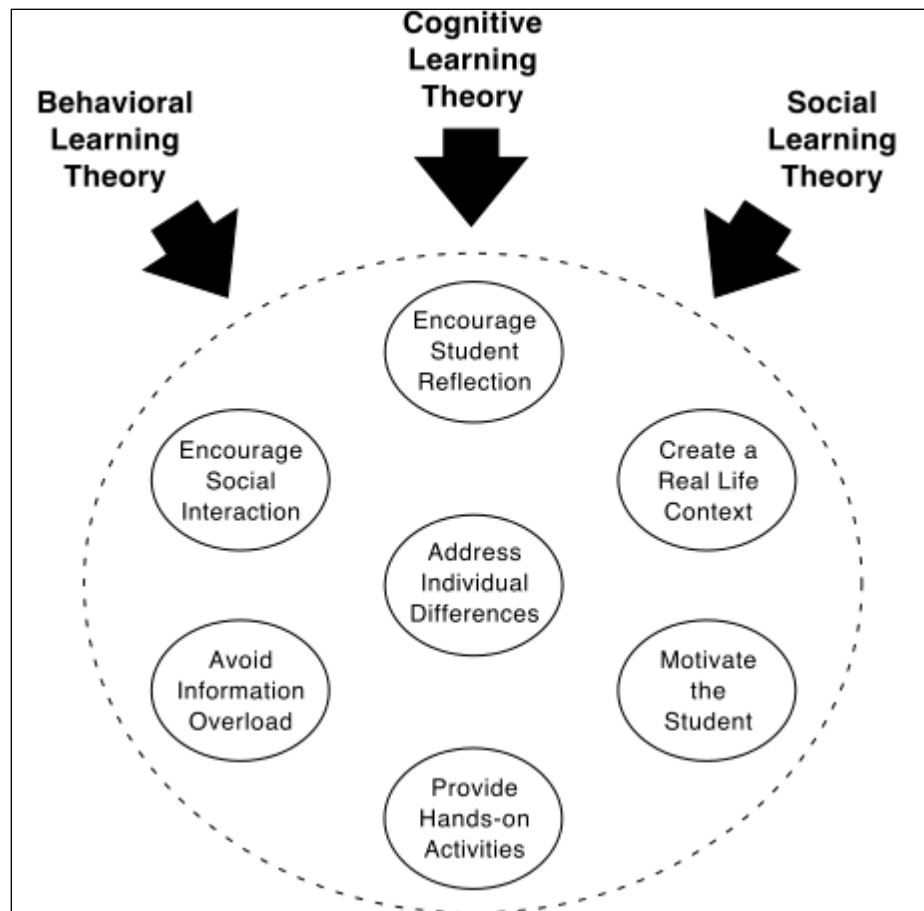 Cognitive
Learning
Theory
Behavioral
Learning
Theory
Social
Learning
Theory
Encourage
Student
Reflection
Encourage
Social
Interaction
Create a
Real Life
Context
Address
Individual
Differences
Avoid
Information
Overload
Motivate
the
Student
Provide
Hands-on
Activities